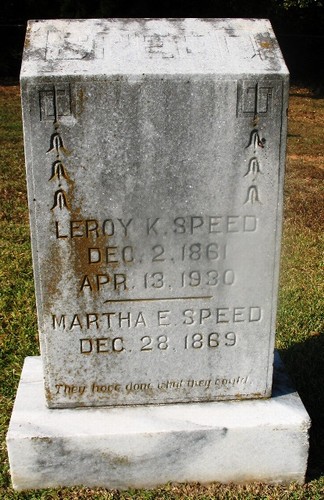 SPEED
LEROY K. SPEED
DEC. 2. 1861
APR. 13, 1930
MARTHA E. SPEED
DEC. 28. 1869
They have done what they could.